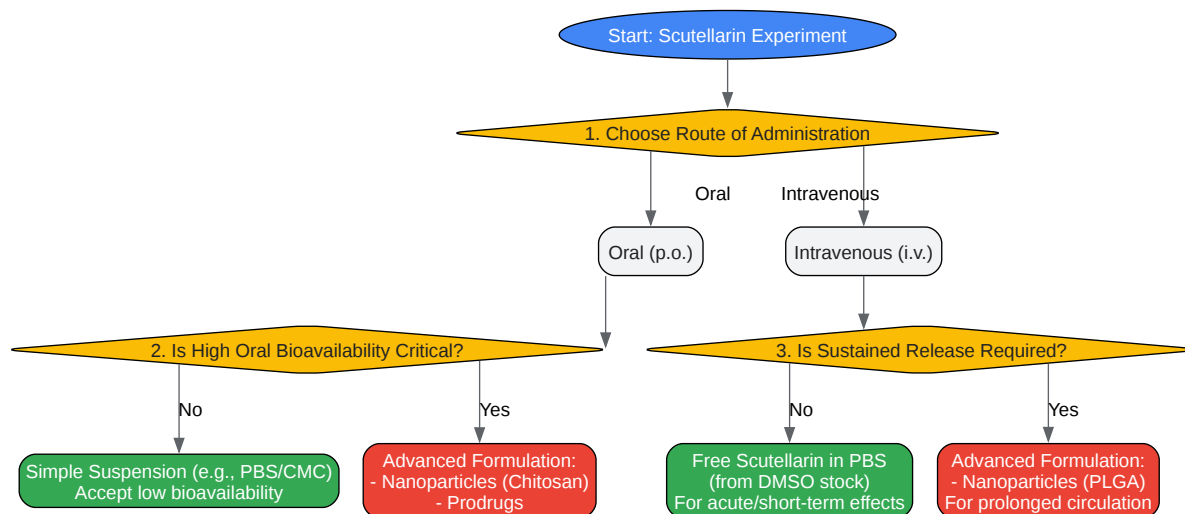 Start: Scutellarin Experiment
1. Choose Route of Administration
Oral
Intravenous
Oral (p.o.)
Intravenous (i.v.)
2. Is High Oral Bioavailability Critical?
3. Is Sustained Release Required?
No
Yes
No
Yes
Simple Suspension (e.g., PBS/CMC)
Accept low bioavailability
Advanced Formulation:
- Nanoparticles (Chitosan)
- Prodrugs
Free Scutellarin in PBS
(from DMSO stock)
For acute/short-term effects
Advanced Formulation:
- Nanoparticles (PLGA)
For prolonged circulation